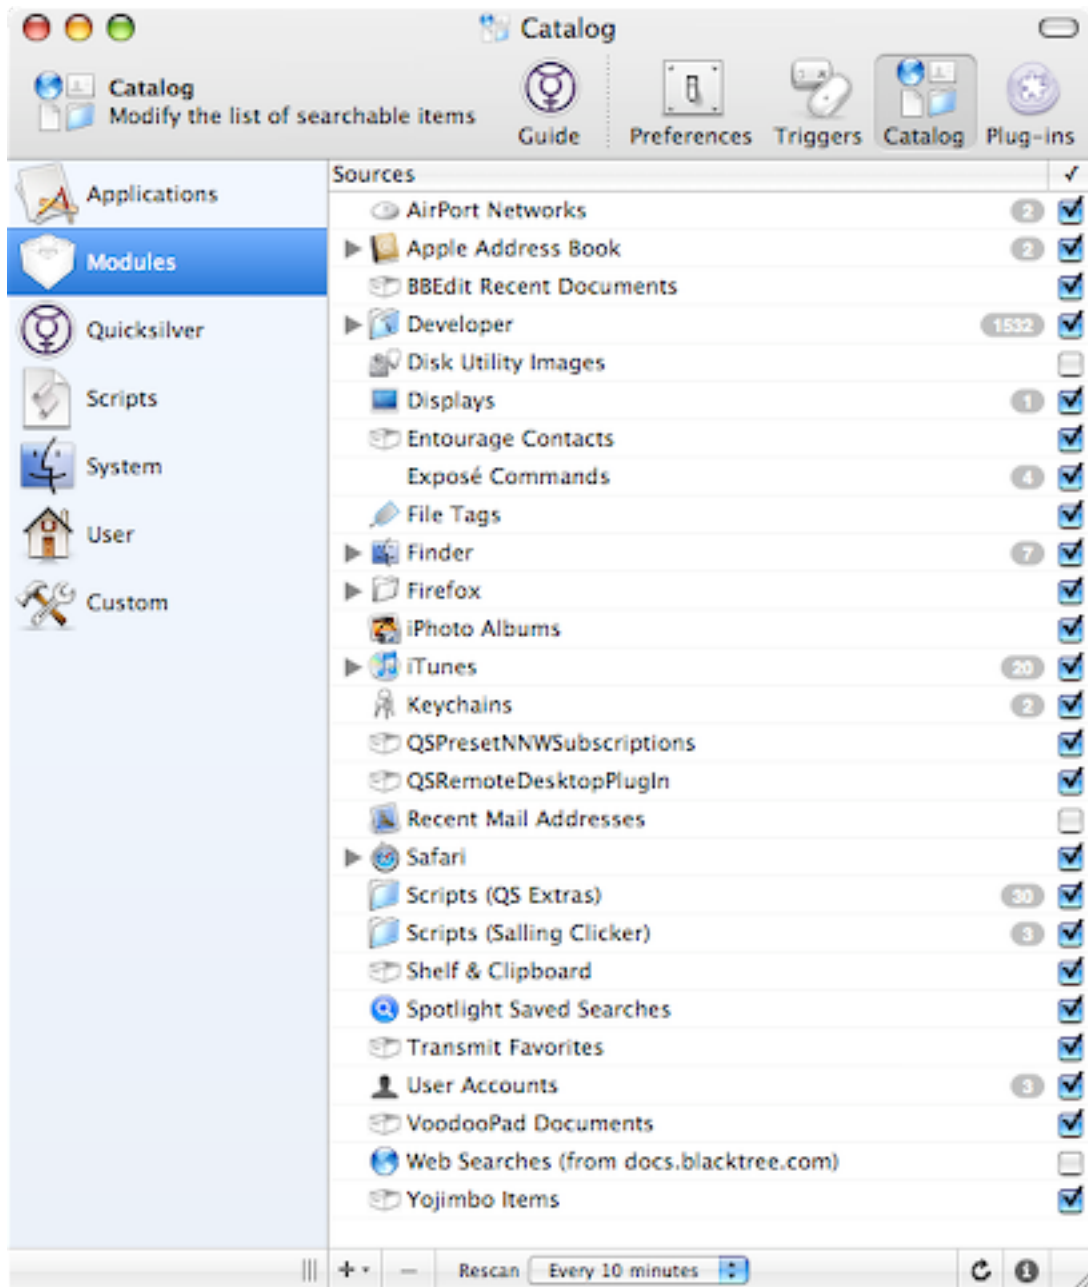 Catalog
Catalog
Modify the list of searchable items
Guide
Preferences
Triggers
Catalog
Plug-ins
Applications
Modules
Quicksilver
Scripts
System
User
Custom
Sources ✓
AirPort Networks 2
Apple Address Book 2
BBEdit Recent Documents
Developer 1532
Disk Utility Images
Displays 1
Entourage Contacts
Exposé Commands 4
File Tags
Finder 7
Firefox
iPhoto Albums
iTunes 20
Keychains 2
QSPresetNNWSubscriptions
QSRemoteDesktopPlugIn
Recent Mail Addresses
Safari
Scripts (QS Extras) 30
Scripts (Salling Clicker) 3
Shelf & Clipboard
Spotlight Saved Searches
Transmit Favorites
User Accounts 3
VoodooPad Documents
Web Searches (from docs.blacktree.com)
Yojimbo Items
Rescan Every 10 minutes